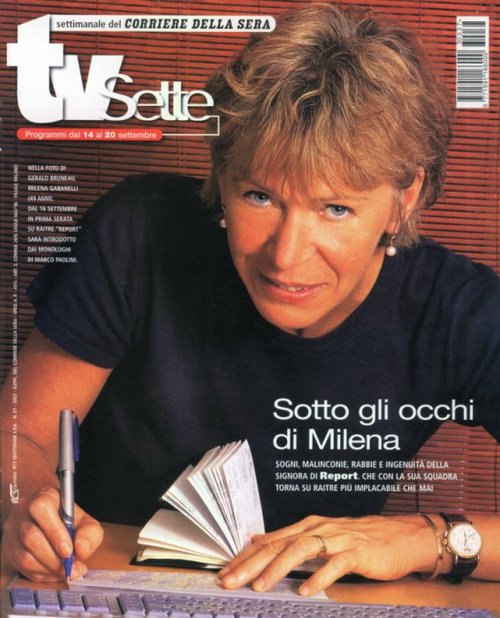 settimanale del CORRIERE DELLA SERA
tv Sette
Programmi dal 14 al 20 settembre
NELLA FOTO DI
GERALD BRUNEAU,
MILENA GABANELLI
(49 ANNI).
DAL 16 SETTEMBRE
IN PRIMA SERATA
SU RAITRE "REPORT"
SARÀ INTRODOTTO
DAI MONOLOGHI
DI MARCO PAOLINI.
Sotto gli occhi
di Milena
SOGNI, MALINCONIE, RABBIE E INGENUITÀ DELLA
SIGNORA DI Report. CHE CON LA SUA SQUADRA
TORNA SU RAITRE PIÙ IMPLACABILE CHE MAI